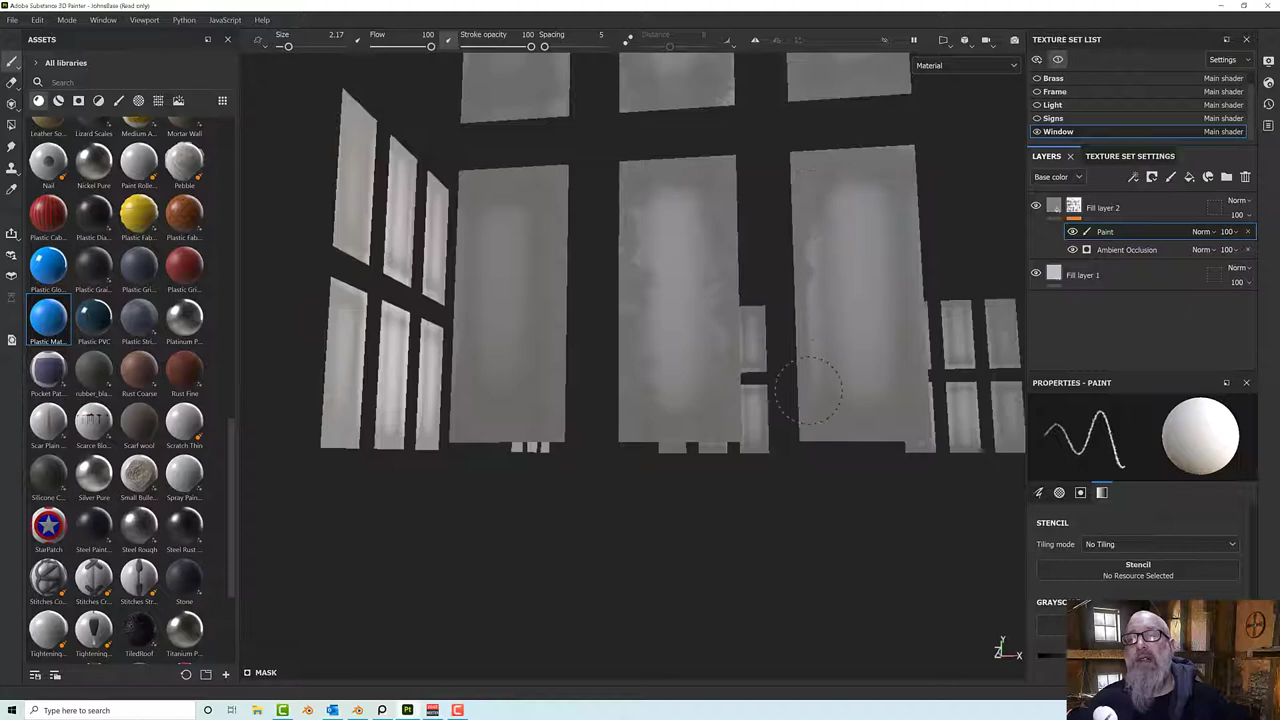 Adobe Substance 3D Painter - JohnsBase (Read only)
File Edit Mode Window Viewport Python JavaScript Help
Size 2.17 Flow 100 Stroke opacity 100 Spacing 5 Distance 8
ASSETS
All libraries
Search
Leather So... Lizard Scales Medium A... Mortar Wall
Nail Nickel Pure Paint Rolle... Pebble
Plastic Cab... Plastic Dia... Plastic Fab... Plastic Fab...
Plastic Glo... Plastic Grai... Plastic Gri... Plastic Gri...
Plastic Mat... Plastic PVC Plastic Stri... Platinum P...
Pocket Pat... rubber_bla... Rust Coarse Rust Fine
Scar Plain ... Scarce Blo... Scarf wool Scratch Thin
Silicone C... Silver Pure Small Bulle... Spray Pain...
StarPatch Steel Paint... Steel Rough Steel Rust ...
Stitches Co... Stitches Cr... Stitches Str... Stone
Tightening... Tightening... TiledRoof Titanium P...
Material
MASK
Y
Z X
TEXTURE SET LIST
Settings
Brass Main shader
Frame Main shader
Light Main shader
Signs Main shader
Window Main shader
LAYERS TEXTURE SET SETTINGS
Base color
Fill layer 2 Norm 100
Paint Norm 100
Ambient Occlusion Norm 100
Fill layer 1 Norm 100
PROPERTIES - PAINT
STENCIL
Tiling mode No Tiling
Stencil
No Resource Selected
Type here to search
Pt